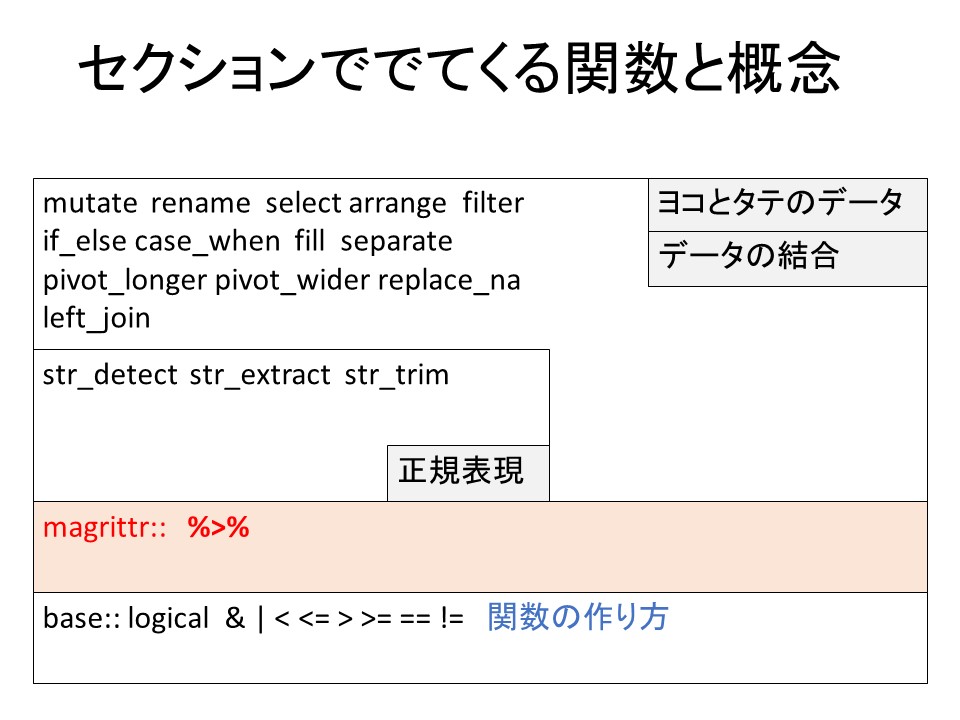 セクションででてくる関数と概念
mutate rename select arrange filter
if_else case_when fill separate
pivot_longer pivot_wider replace_na
left_join
ヨコとタテのデータ
データの結合
str_detect str_extract str_trim
正規表現
magrittr:: %>%
base:: logical & | < <= > >= == != 関数の作り方